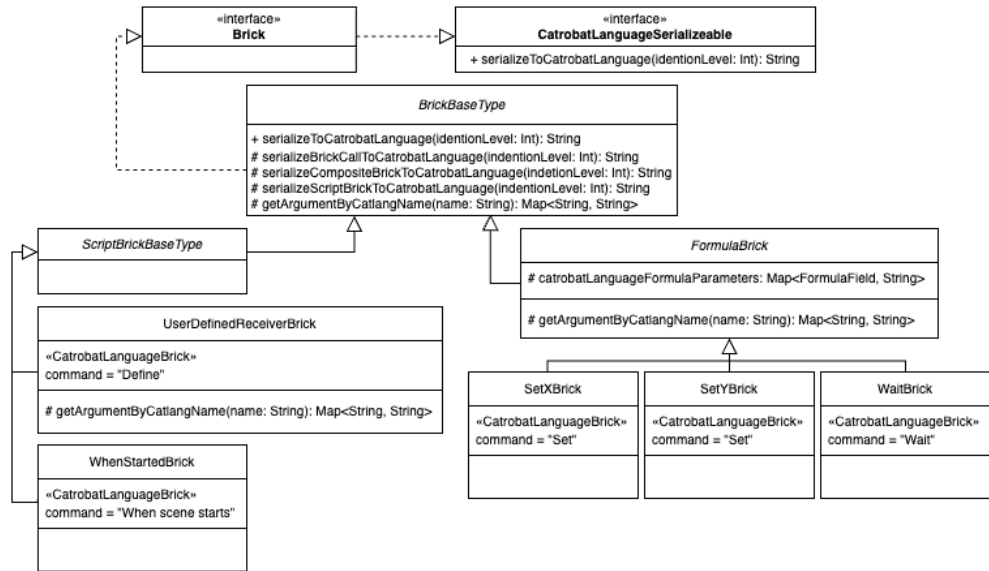 «interface»
Brick
«interface»
CatrobatLanguageSerializeable
+ serializeToCatrobatLanguage(identionLevel: Int): String
BrickBaseType
+ serializeToCatrobatLanguage(identionLevel: Int): String
# serializeBrickCallToCatrobatLanguage(indentionLevel: Int): String
# serializeCompositeBrickToCatrobatLanguage(indetionLevel: Int): String
# serializeScriptBrickToCatrobatLanguage(indentionLevel: Int): String
# getArgumentByCatlangName(name: String): Map<String, String>
ScriptBrickBaseType
FormulaBrick
# catrobatLanguageFormulaParameters: Map<FormulaField, String>
# getArgumentByCatlangName(name: String): Map<String, String>
UserDefinedReceiverBrick
«CatrobatLanguageBrick»
command = "Define"
# getArgumentByCatlangName(name: String): Map<String, String>
SetXBrick
«CatrobatLanguageBrick»
command = "Set"
SetYBrick
«CatrobatLanguageBrick»
command = "Set"
WaitBrick
«CatrobatLanguageBrick»
command = "Wait"
WhenStartedBrick
«CatrobatLanguageBrick»
command = "When scene starts"